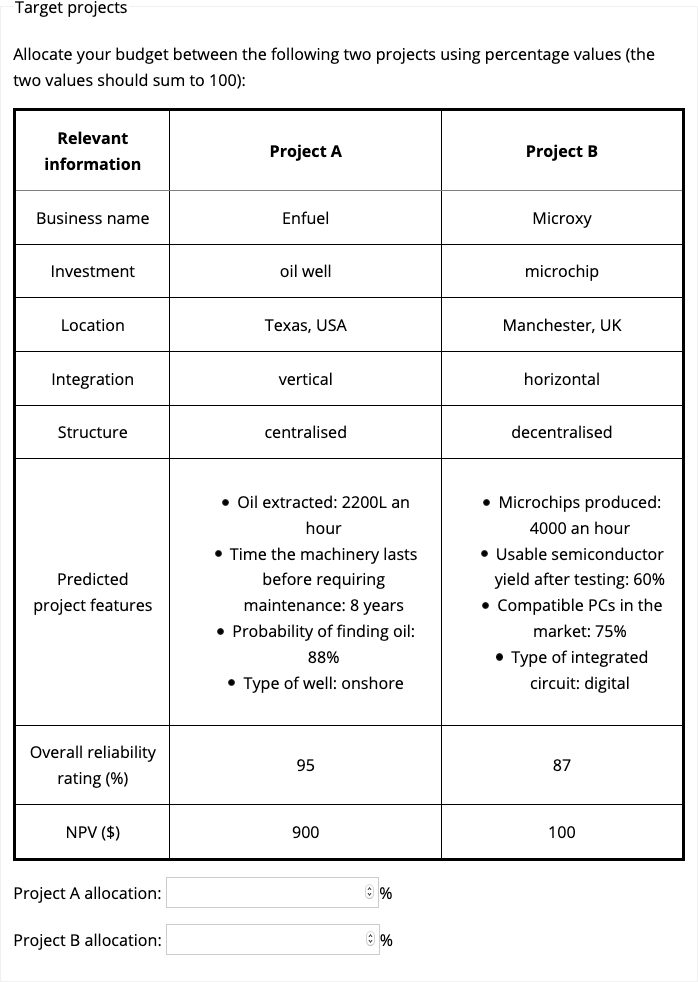 Target projects
Allocate your budget between the following two projects using percentage values (the
two values should sum to 100):
Relevant
information
Project A
Project B
Business name
Enfuel
Microxy
Investment
oil well
microchip
Location
Texas, USA
Manchester, UK
Integration
vertical
horizontal
Structure
centralised
decentralised
Predicted
project features
• Oil extracted: 2200L an
hour
• Time the machinery lasts
before requiring
maintenance: 8 years
• Probability of finding oil:
88%
• Type of well: onshore
• Microchips produced:
4000 an hour
• Usable semiconductor
yield after testing: 60%
• Compatible PCs in the
market: 75%
• Type of integrated
circuit: digital
Overall reliability
rating (%)
95
87
NPV ($)
900
100
Project A allocation:
%
Project B allocation:
%